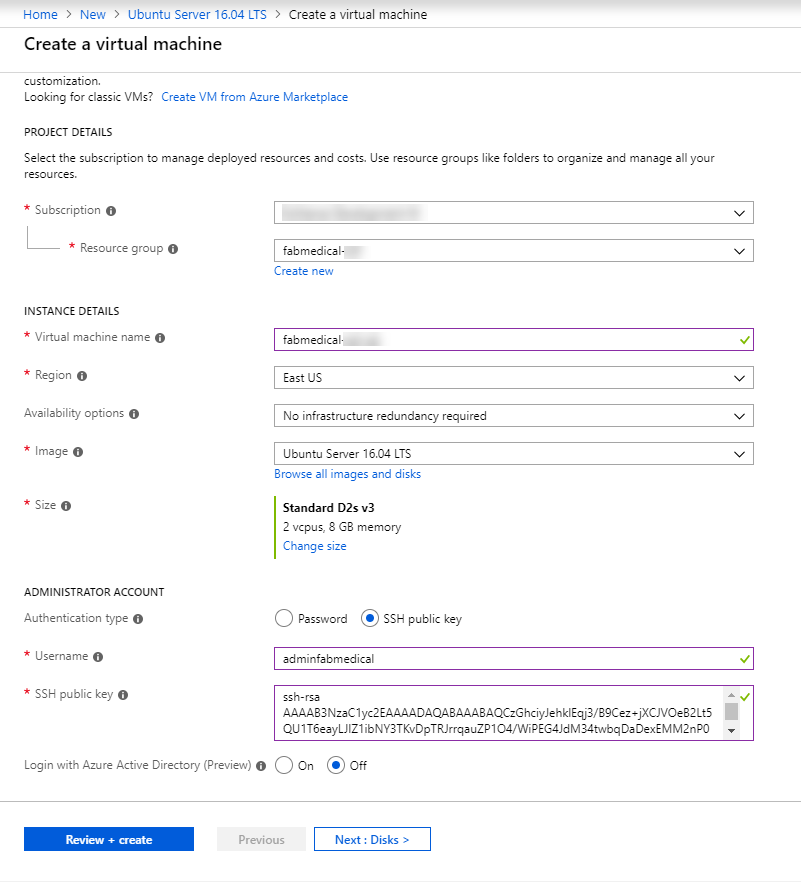 Home > New > Ubuntu Server 16.04 LTS > Create a virtual machine
Create a virtual machine
customization.
Looking for classic VMs? Create VM from Azure Marketplace
PROJECT DETAILS
Select the subscription to manage deployed resources and costs. Use resource groups like folders to organize and manage all your
resources.
* Subscription
* Resource group fabmedical-
Create new
INSTANCE DETAILS
* Virtual machine name fabmedical-
* Region East US
Availability options No infrastructure redundancy required
* Image Ubuntu Server 16.04 LTS
Browse all images and disks
* Size Standard D2s v3
2 vcpus, 8 GB memory
Change size
ADMINISTRATOR ACCOUNT
Authentication type Password SSH public key
* Username adminfabmedical
* SSH public key ssh-rsa
AAAAB3NzaC1yc2EAAAADAQABAAABAQCzGhciyJehklEqj3/B9Cez+jXCJVOeB2Lt5
QU1T6eayLJIZ1ibNY3TKvDpTRJrrqauZP1O4/WiPEG4JdM34twbqDaDexEMM2nP0
Login with Azure Active Directory (Preview) On Off
Review + create Previous Next : Disks >